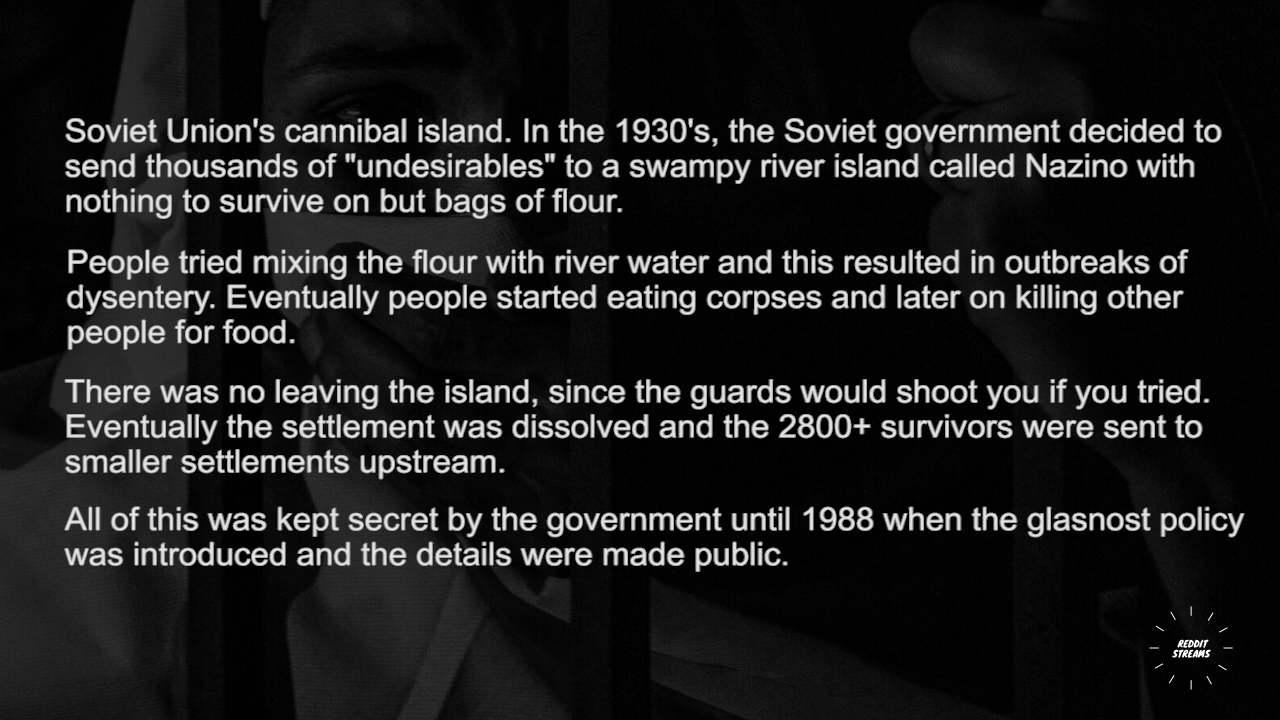 Soviet Union's cannibal island. In the 1930's, the Soviet government decided to
send thousands of "undesirables" to a swampy river island called Nazino with
nothing to survive on but bags of flour.
People tried mixing the flour with river water and this resulted in outbreaks of
dysentery. Eventually people started eating corpses and later on killing other
people for food.
There was no leaving the island, since the guards would shoot you if you tried.
Eventually the settlement was dissolved and the 2800+ survivors were sent to
smaller settlements upstream.
All of this was kept secret by the government until 1988 when the glasnost policy
was introduced and the details were made public.
REDDIT
STREAMS